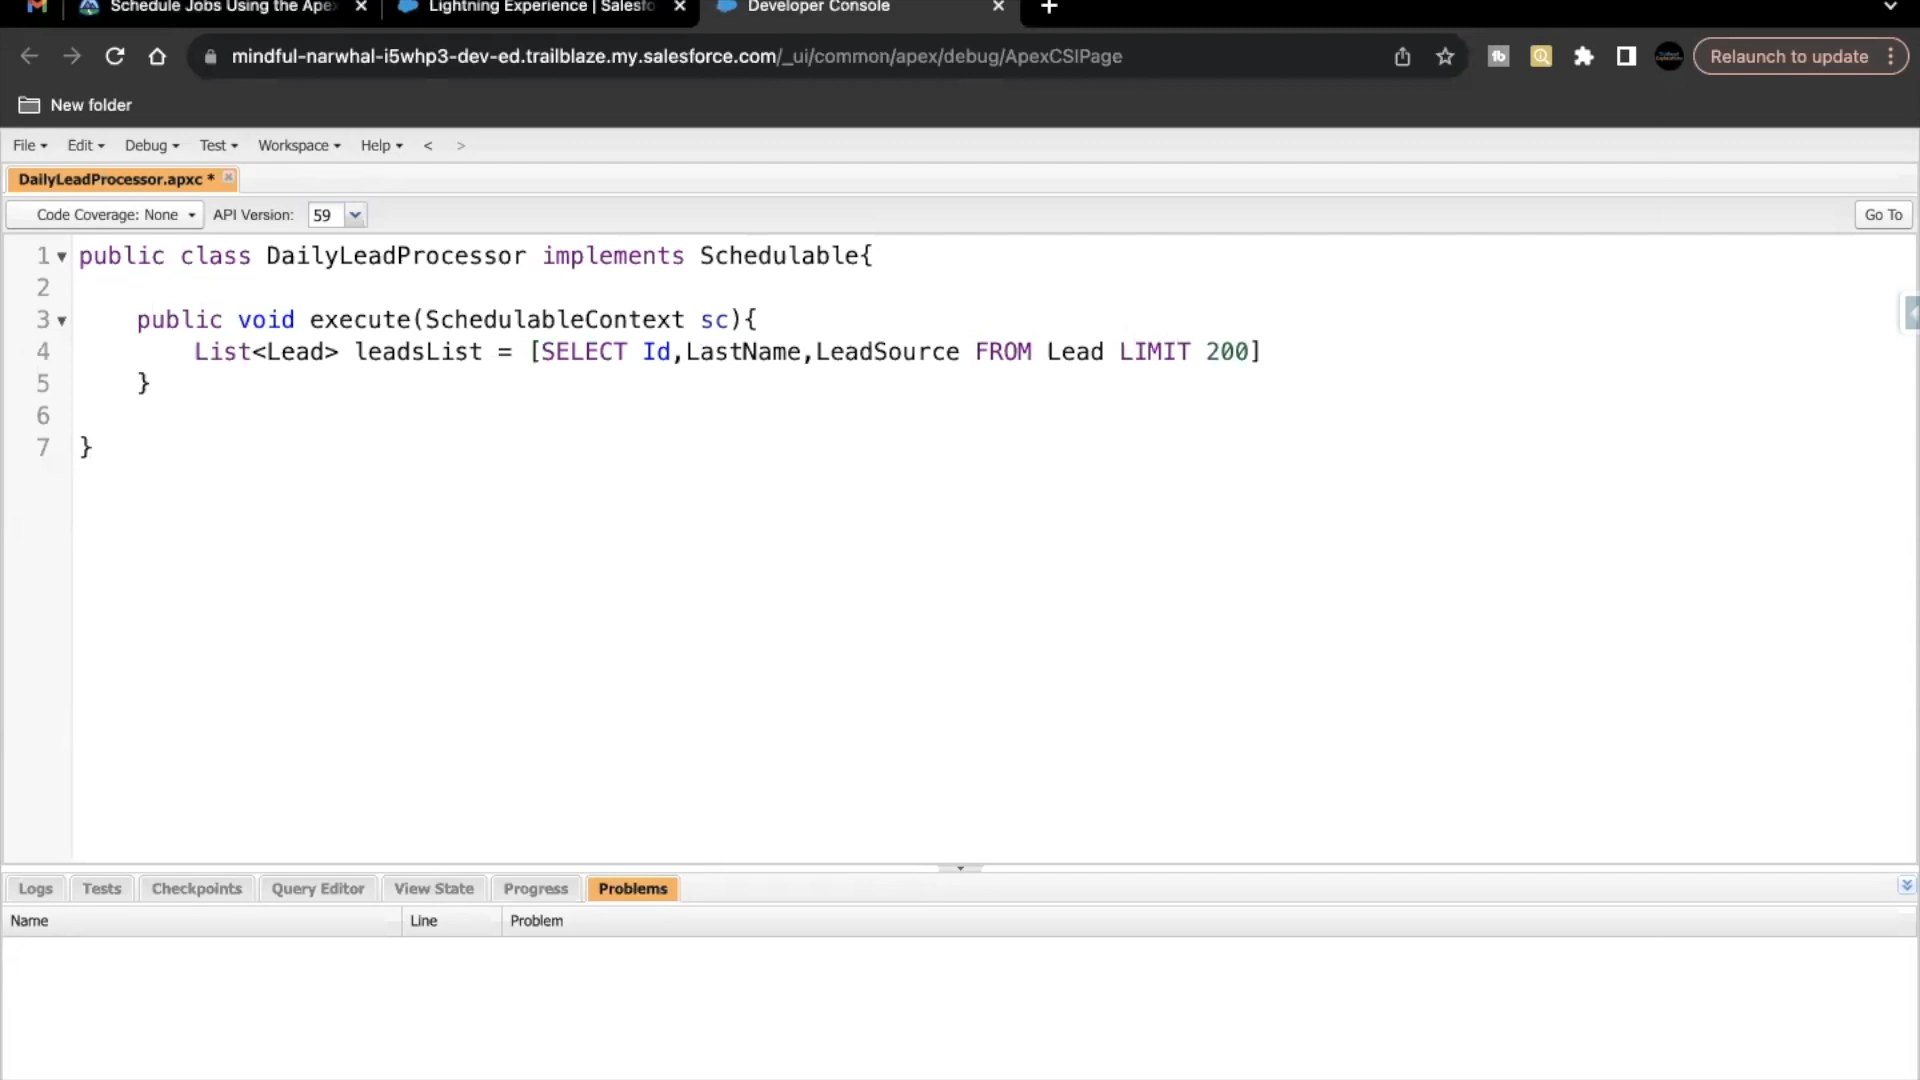 Schedule Jobs Using the Apex
Lightning Experience | Salesfo
Developer Console
mindful-narwhal-i5whp3-dev-ed.trailblaze.my.salesforce.com/_ui/common/apex/debug/ApexCSIPage
Relaunch to update
New folder
File Edit Debug Test Workspace Help < >
DailyLeadProcessor.apxc *
Code Coverage: None API Version: 59 Go To
1 public class DailyLeadProcessor implements Schedulable{
2
3 public void execute(SchedulableContext sc){
4 List<Lead> leadsList = [SELECT Id,LastName,LeadSource FROM Lead LIMIT 200]
5 }
6
7 }
Logs Tests Checkpoints Query Editor View State Progress Problems
Name Line Problem